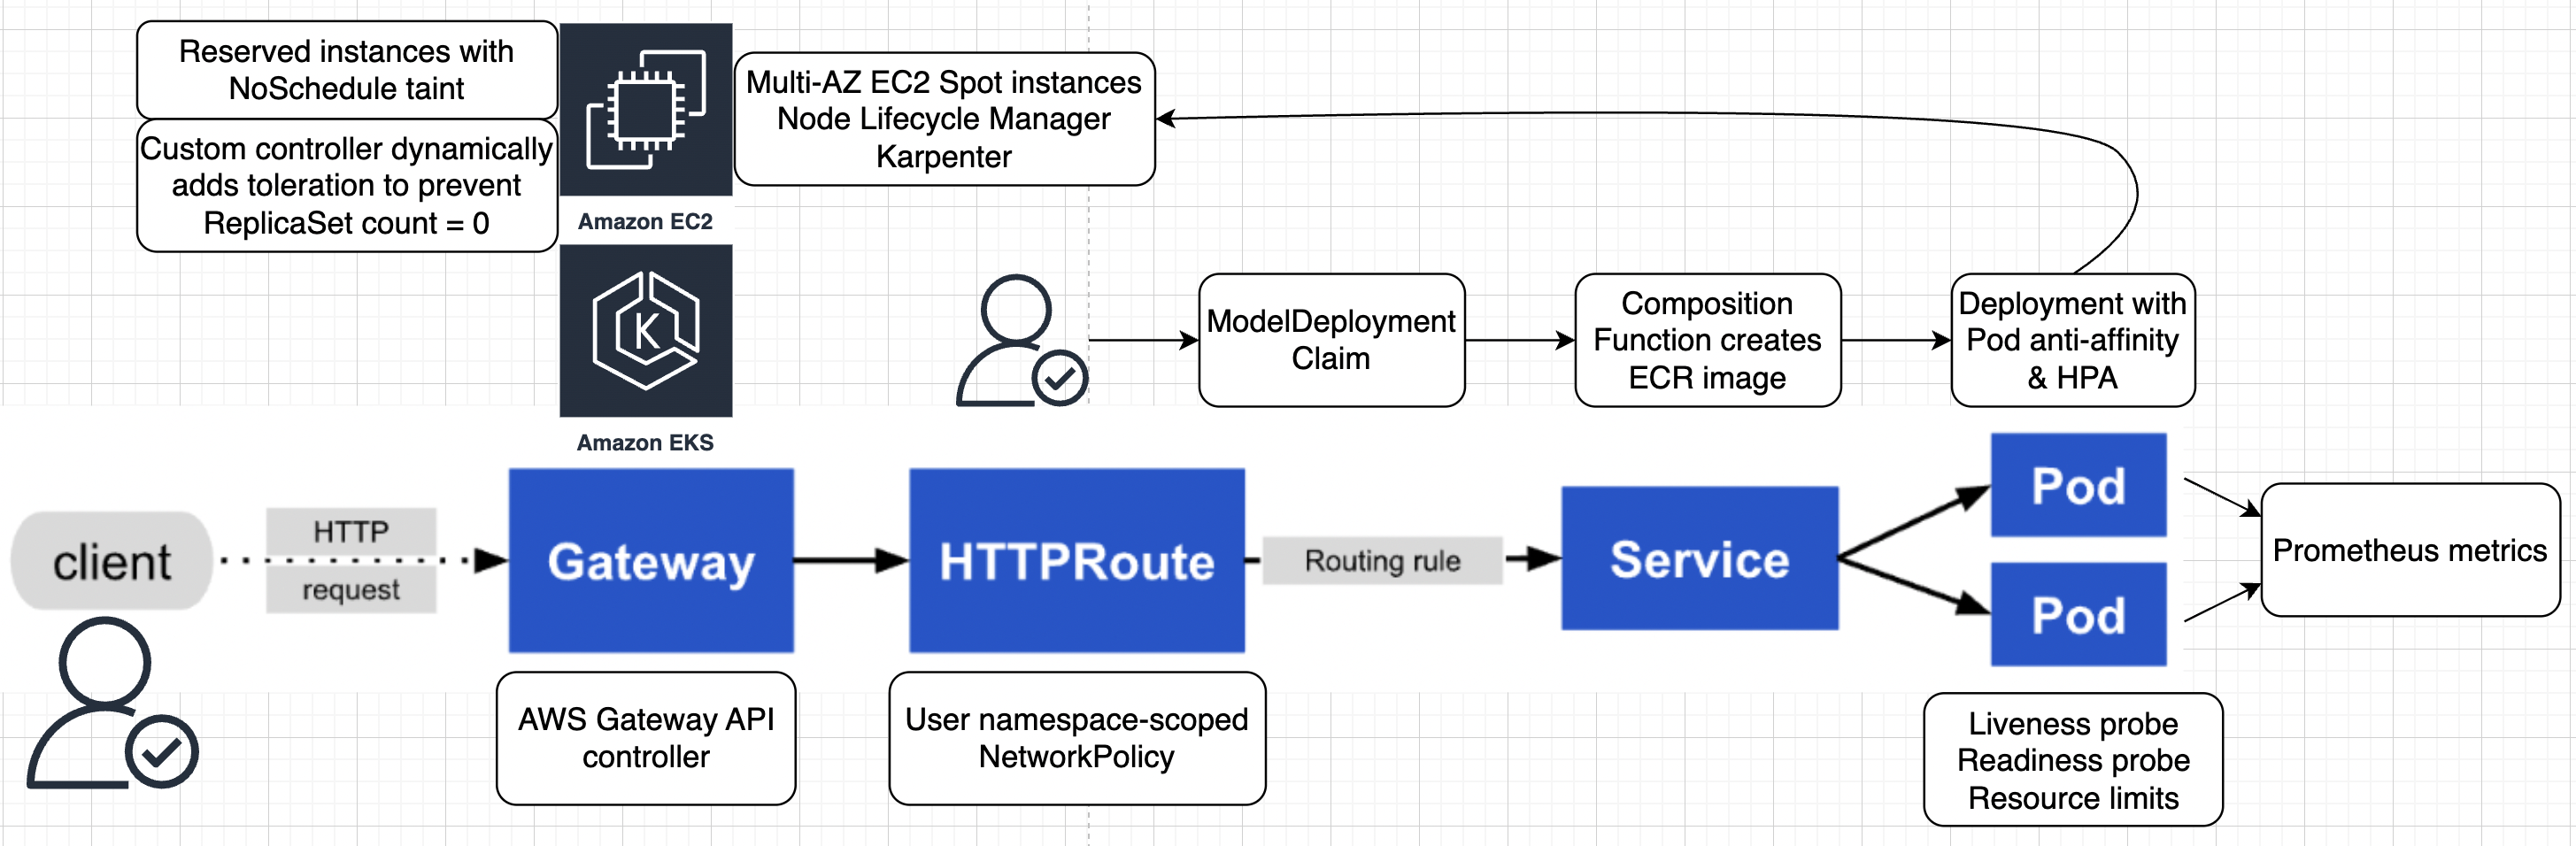 Reserved instances with
NoSchedule taint
Custom controller dynamically
adds toleration to prevent
ReplicaSet count = 0
Amazon EC2
Multi-AZ EC2 Spot instances
Node Lifecycle Manager
Karpenter
K
Amazon EKS
ModelDeployment
Claim
Composition
Function creates
ECR image
Deployment with
Pod anti-affinity
& HPA
client
HTTP
request
Gateway
HTTPRoute
Routing rule
Service
Pod
Pod
Prometheus metrics
AWS Gateway API
controller
User namespace-scoped
NetworkPolicy
Liveness probe
Readiness probe
Resource limits